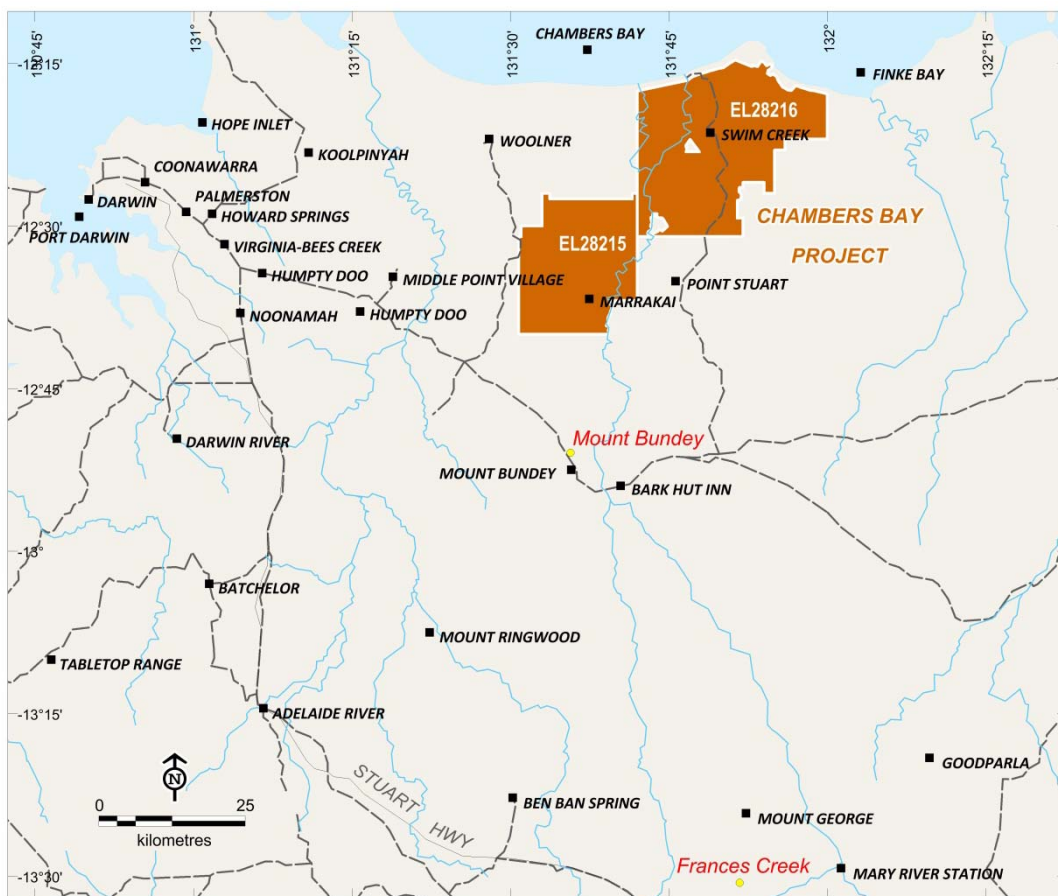 130°45'
131°
131°15'
131°30'
131°45'
132°
132°15'
-12°15'
-12°30'
-12°45'
-13°
-13°15'
-13°30'
CHAMBERS BAY
FINKE BAY
HOPE INLET
EL28216
SWIM CREEK
WOOLNER
KOOLPINYAH
COONAWARRA
DARWIN
PALMERSTON
HOWARD SPRINGS
PORT DARWIN
CHAMBERS BAY
PROJECT
VIRGINIA-BEES CREEK
EL28215
HUMPTY DOO
MIDDLE POINT VILLAGE
POINT STUART
MARRAKAI
NOONAMAH
HUMPTY DOO
DARWIN RIVER
Mount Bundey
MOUNT BUNDEY
BARK HUT INN
BATCHELOR
MOUNT RINGWOOD
TABLETOP RANGE
ADELAIDE RIVER
GOODPARLA
N
0 25
kilometres
STUART
HWY
BEN BAN SPRING
MOUNT GEORGE
Frances Creek
MARY RIVER STATION